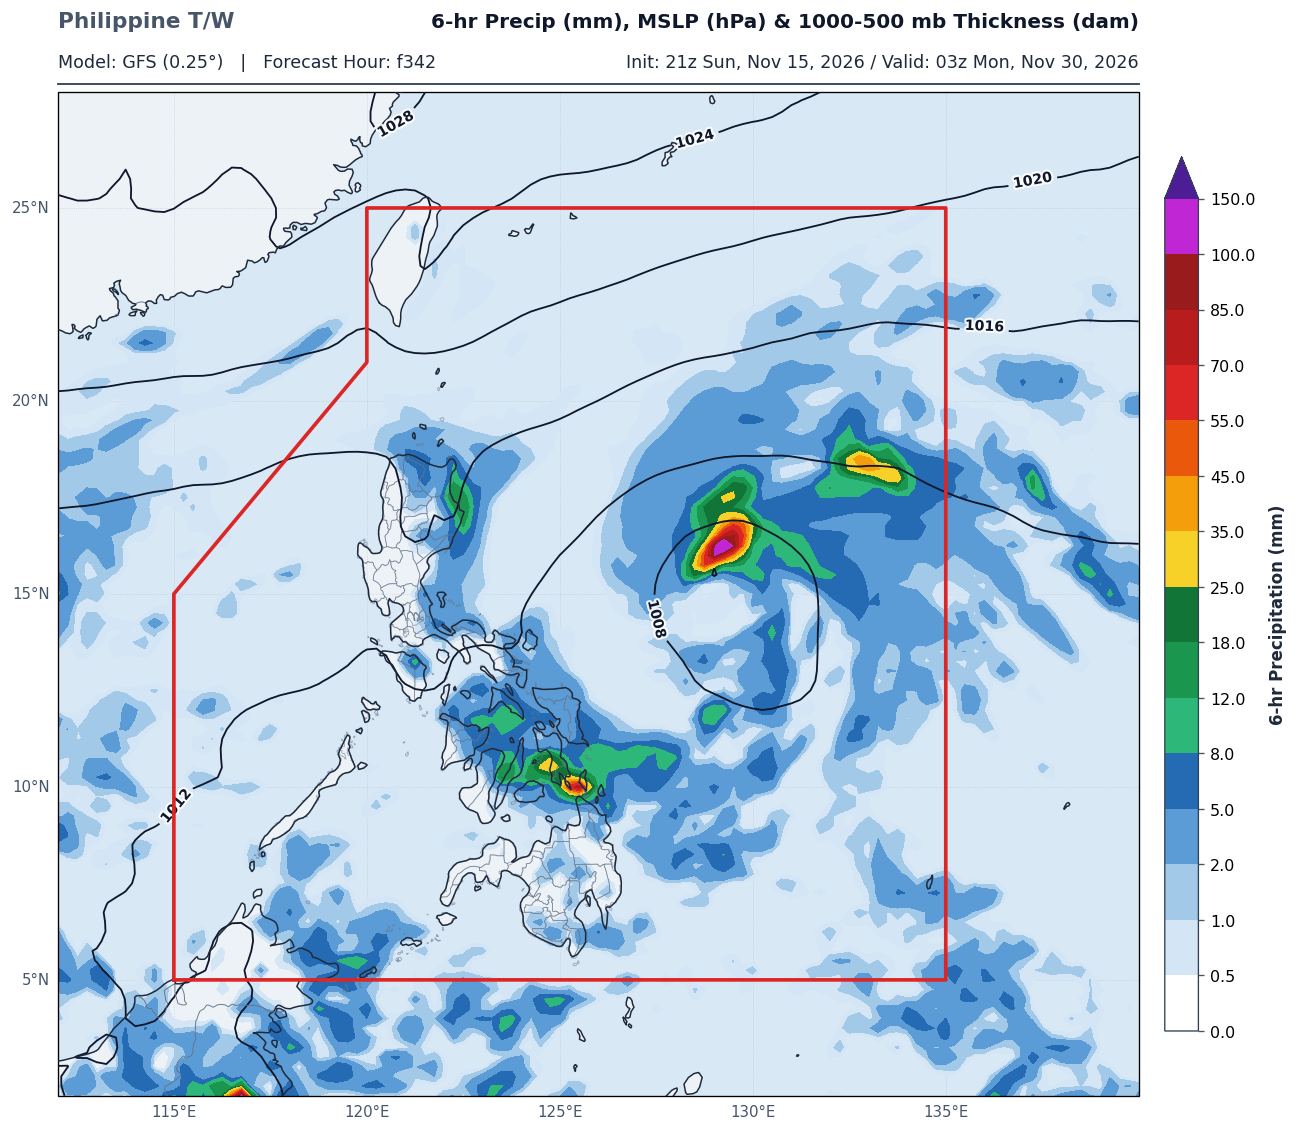 Philippine T/W
6-hr Precip (mm), MSLP (hPa) & 1000-500 mb Thickness (dam)
Model: GFS (0.25°) | Forecast Hour: f342
Init: 21z Sun, Nov 15, 2026 / Valid: 03z Mon, Nov 30, 2026
1028
1024
1020
1016
1008
1012
25°N
20°N
15°N
10°N
5°N
115°E
120°E
125°E
130°E
135°E
150.0
100.0
85.0
70.0
55.0
45.0
35.0
25.0
18.0
12.0
8.0
5.0
2.0
1.0
0.5
0.0
6-hr Precipitation (mm)